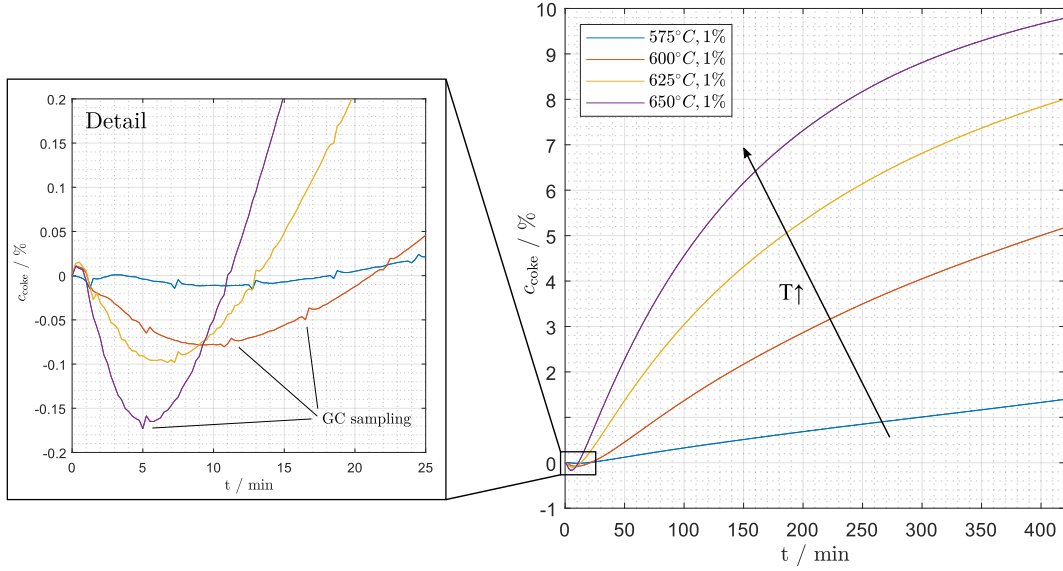 Detail
0.2
0.15
0.1
0.05
0
-0.05
-0.1
-0.15
-0.2
c_coke / %
0 5 10 15 20 25
t / min
GC sampling
10
9
8
7
6
5
4
3
2
1
0
-1
c_coke / %
0 50 100 150 200 250 300 350 400
t / min
575°C, 1%
600°C, 1%
625°C, 1%
650°C, 1%
T↑